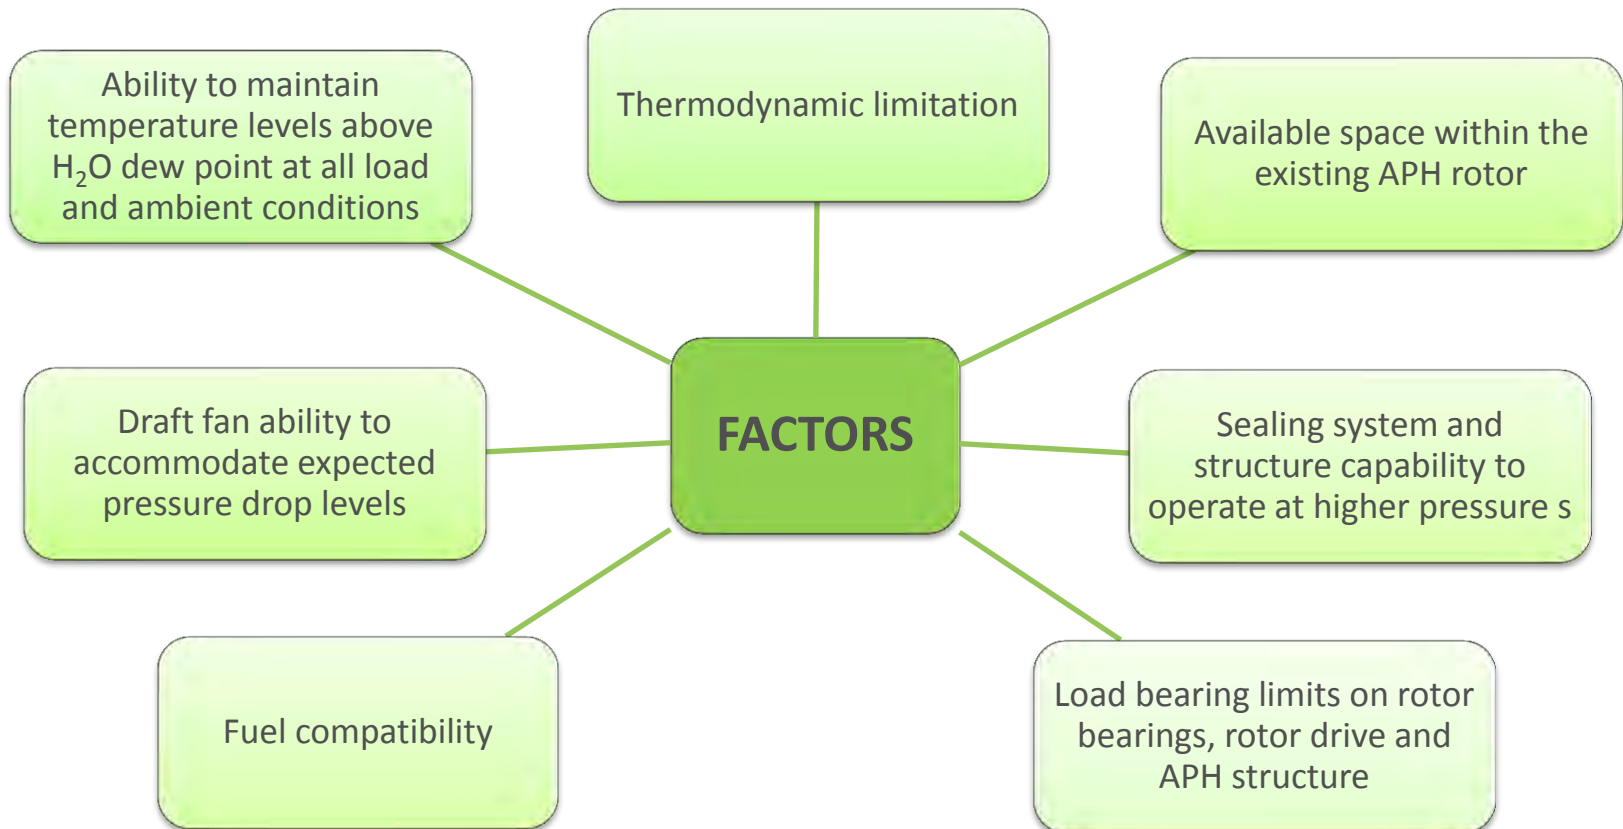 Ability to maintain
temperature levels above
H₂O dew point at all load
and ambient conditions
Thermodynamic limitation
Available space within the
existing APH rotor
Draft fan ability to
accommodate expected
pressure drop levels
FACTORS
Sealing system and
structure capability to
operate at higher pressure s
Fuel compatibility
Load bearing limits on rotor
bearings, rotor drive and
APH structure